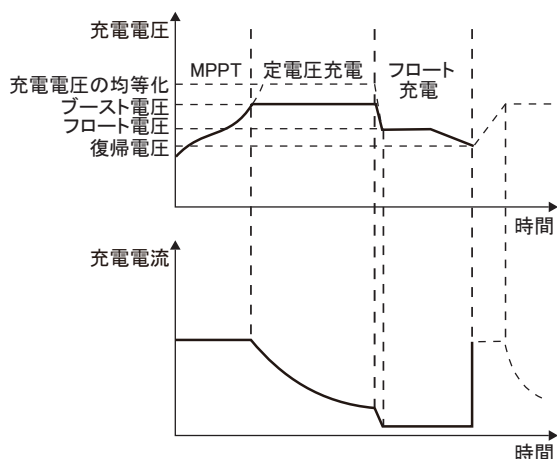 充電電圧
MPPT
定電圧充電
フロート
充電
充電電圧の均等化
ブースト電圧
フロート電圧
復帰電圧
時間
充電電流
時間